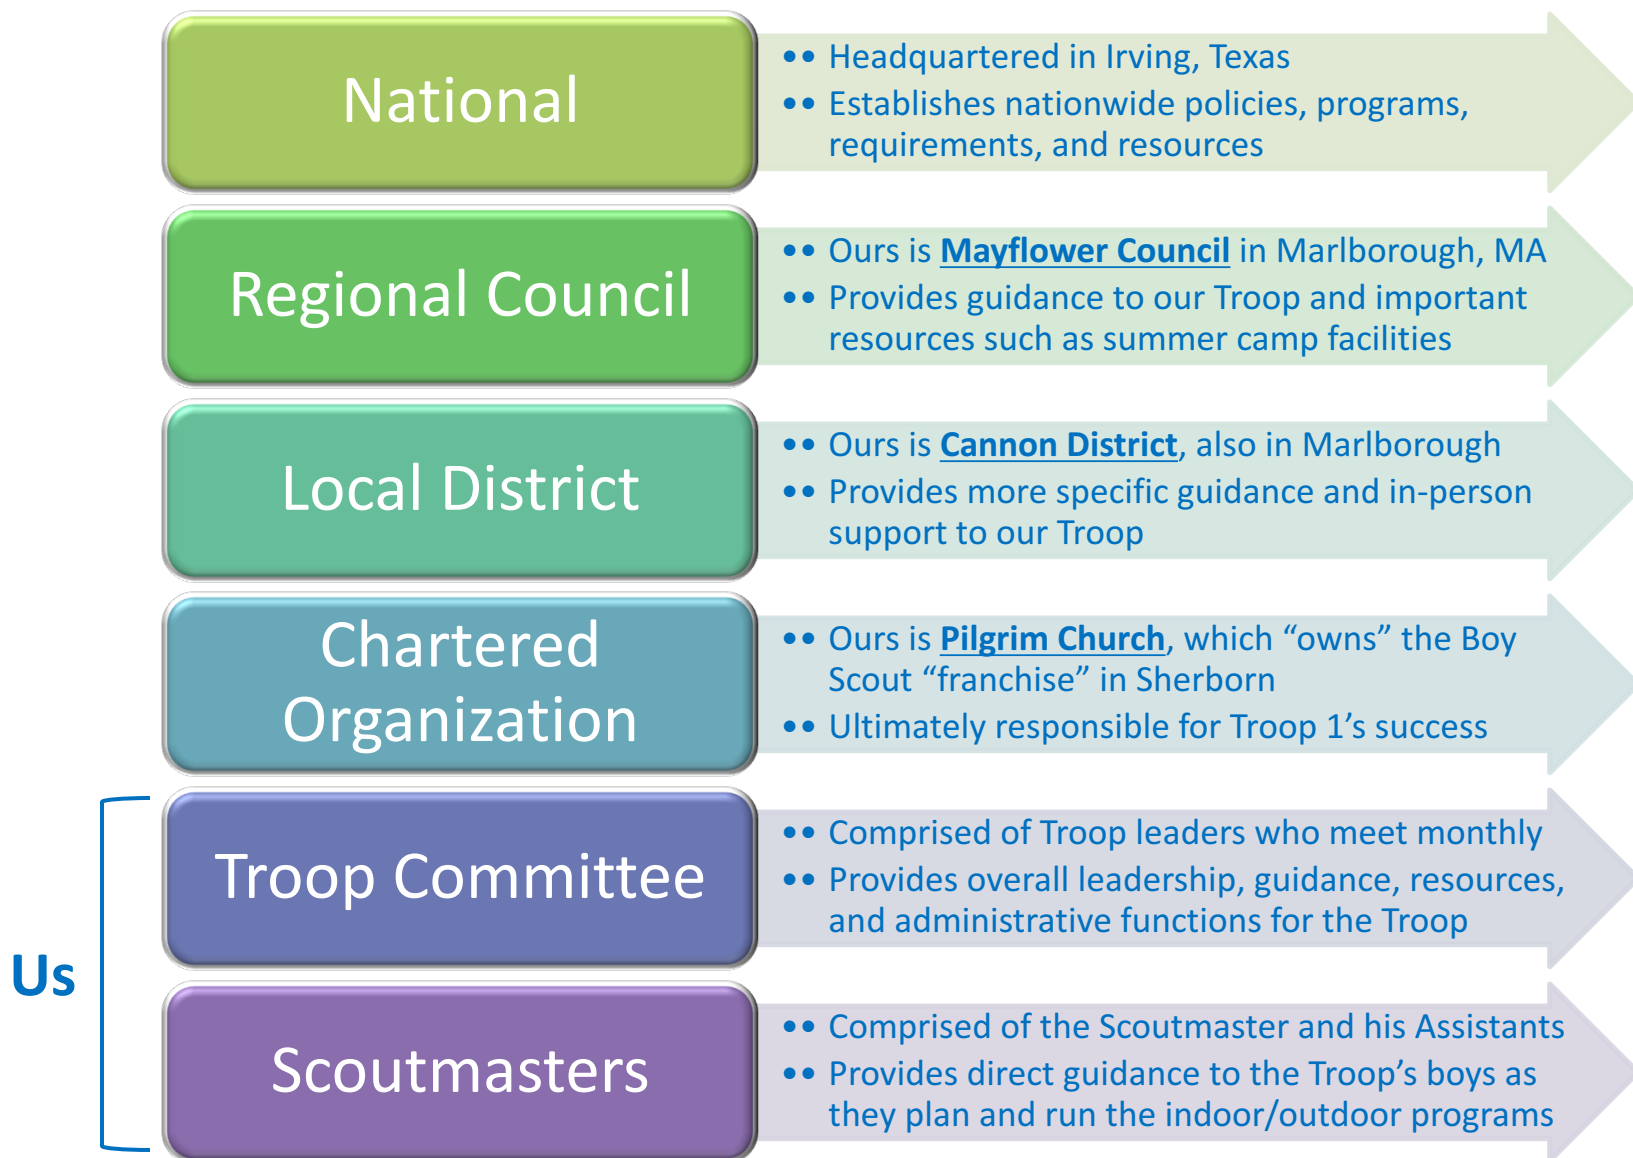 National
•• Headquartered in Irving, Texas
•• Establishes nationwide policies, programs,
requirements, and resources
Regional Council
•• Ours is Mayflower Council in Marlborough, MA
•• Provides guidance to our Troop and important
resources such as summer camp facilities
Local District
•• Ours is Cannon District, also in Marlborough
•• Provides more specific guidance and in-person
support to our Troop
Chartered
Organization
•• Ours is Pilgrim Church, which “owns” the Boy
Scout “franchise” in Sherborn
•• Ultimately responsible for Troop 1’s success
Us
Troop Committee
•• Comprised of Troop leaders who meet monthly
•• Provides overall leadership, guidance, resources,
and administrative functions for the Troop
Scoutmasters
•• Comprised of the Scoutmaster and his Assistants
•• Provides direct guidance to the Troop’s boys as
they plan and run the indoor/outdoor programs